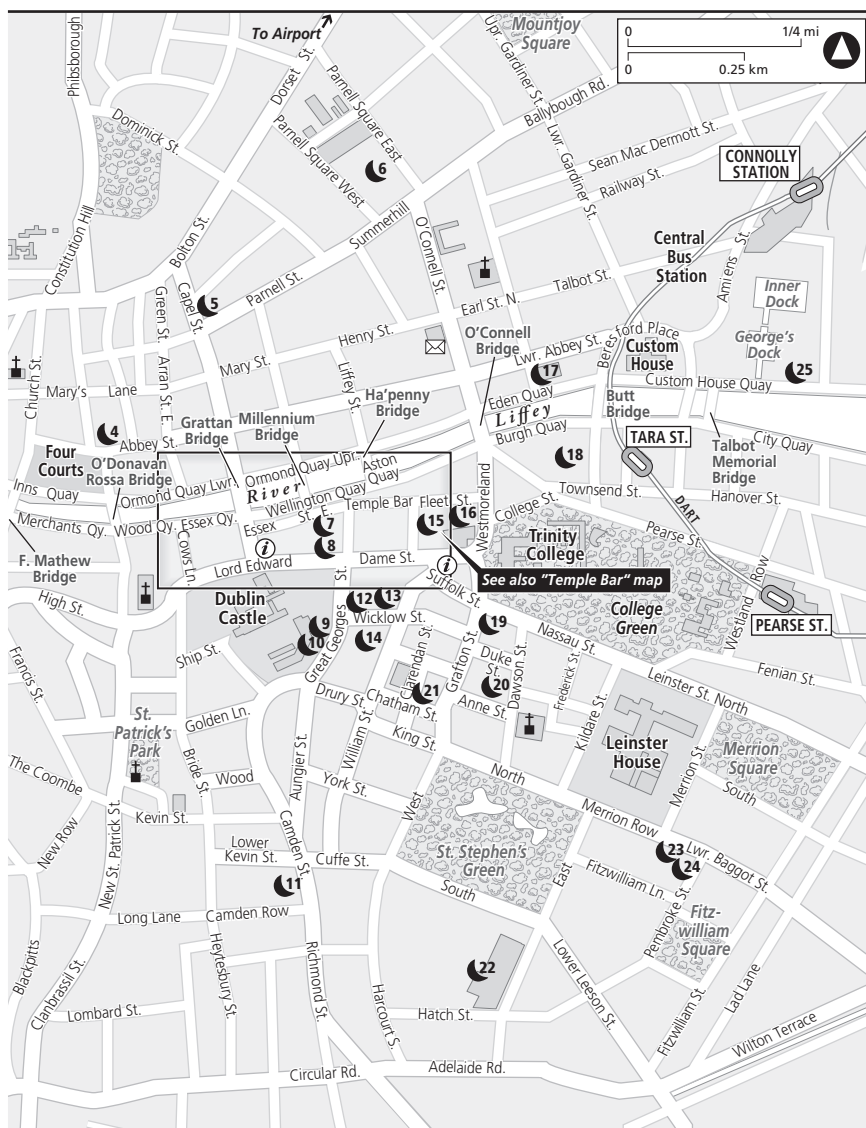 To Airport
Mountjoy
Square
0
1/4 mi
0
0.25 km
Phibsborough
Dorset St.
Upr. Gardiner St.
Parnell Square East
Parnell Square West
Ballybough Rd.
Dominick St.
Lwr. Gardiner St.
Sean Mac Dermott St.
Railway St.
CONNOLLY
STATION
6
Constitution Hill
Bolton St.
Summerhill
O'Connell St.
Central
Bus
Station
Amiens St.
Inner
Dock
Talbot St.
5
Capel St.
Parnell St.
Green St.
Earl St. N.
Henry St.
O'Connell
Bridge
Beresford Place
George's
Dock
Custom
House
Lwr. Abbey St.
25
Church St.
Arran St. E.
Mary St.
Liffey St.
17
Mary's Lane
Ha'penny
Bridge
Eden Quay
Custom House Quay
Grattan
Bridge
Millennium
Bridge
Liffey
Burgh Quay
Butt
Bridge
4
Abbey St.
Four
Courts
O'Donavan
Rossa Bridge
Ormond Quay Upr.
Aston
Quay
18
TARA ST.
Talbot
Memorial
Bridge
City Quay
Inns Quay
Ormond Quay Lwr.
River
Wellington Quay
Townsend St.
Hanover St.
Merchants Qy.
Wood Qy.
Essex Qy.
Essex St. E.
Temple Bar
Fleet St.
Westmoreland
College St.
DART
7
15
16
Pearse St.
Trinity
College
F. Mathew
Bridge
Cows Ln.
8
Lord Edward St.
Dame St.
See also "Temple Bar" map
Suffolk St.
Westland Row
High St.
Dublin
Castle
12
13
College
Green
Great Georges
Wicklow St.
9
10
14
19
Nassau St.
PEARSE ST.
Ship St.
Clarendan St.
Grafton St.
Duke
St.
20
Dawson St.
Frederick St.
Fenian St.
Francis St.
Drury St.
21
Leinster St. North
Golden Ln.
Chatham St.
Anne St.
Kildare St.
St.
Patrick's
Park
William St.
King St.
Leinster
House
Merrion St.
Merrion
Square
Bride St.
Aungier St.
North
South
The Coombe
Wood
York St.
West
Merrion Row
Kevin St.
New Row
New St. Patrick St.
Camden St.
Lower
Kevin St.
Cuffe St.
St. Stephen's
Green
23
Lwr. Baggot St.
24
11
South
East
Fitzwilliam Ln.
Pembroke St.
Long Lane
Camden Row
Fitz-
william
Square
Blackpitts
Clanbrassil St.
Heytesbury St.
Richmond St.
22
Lower Leeson St.
Lad Lane
Lombard St.
Harcourt S.
Hatch St.
Fitzwilliam St.
Wilton Terrace
Circular Rd.
Adelaide Rd.